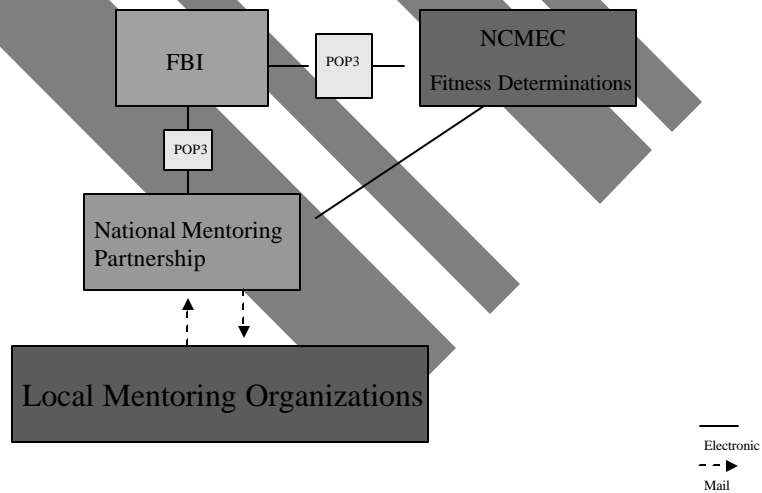 FBI
POP3
NCMEC
Fitness Determinations
POP3
National Mentoring
Partnership
Local Mentoring Organizations
Electronic
Mail